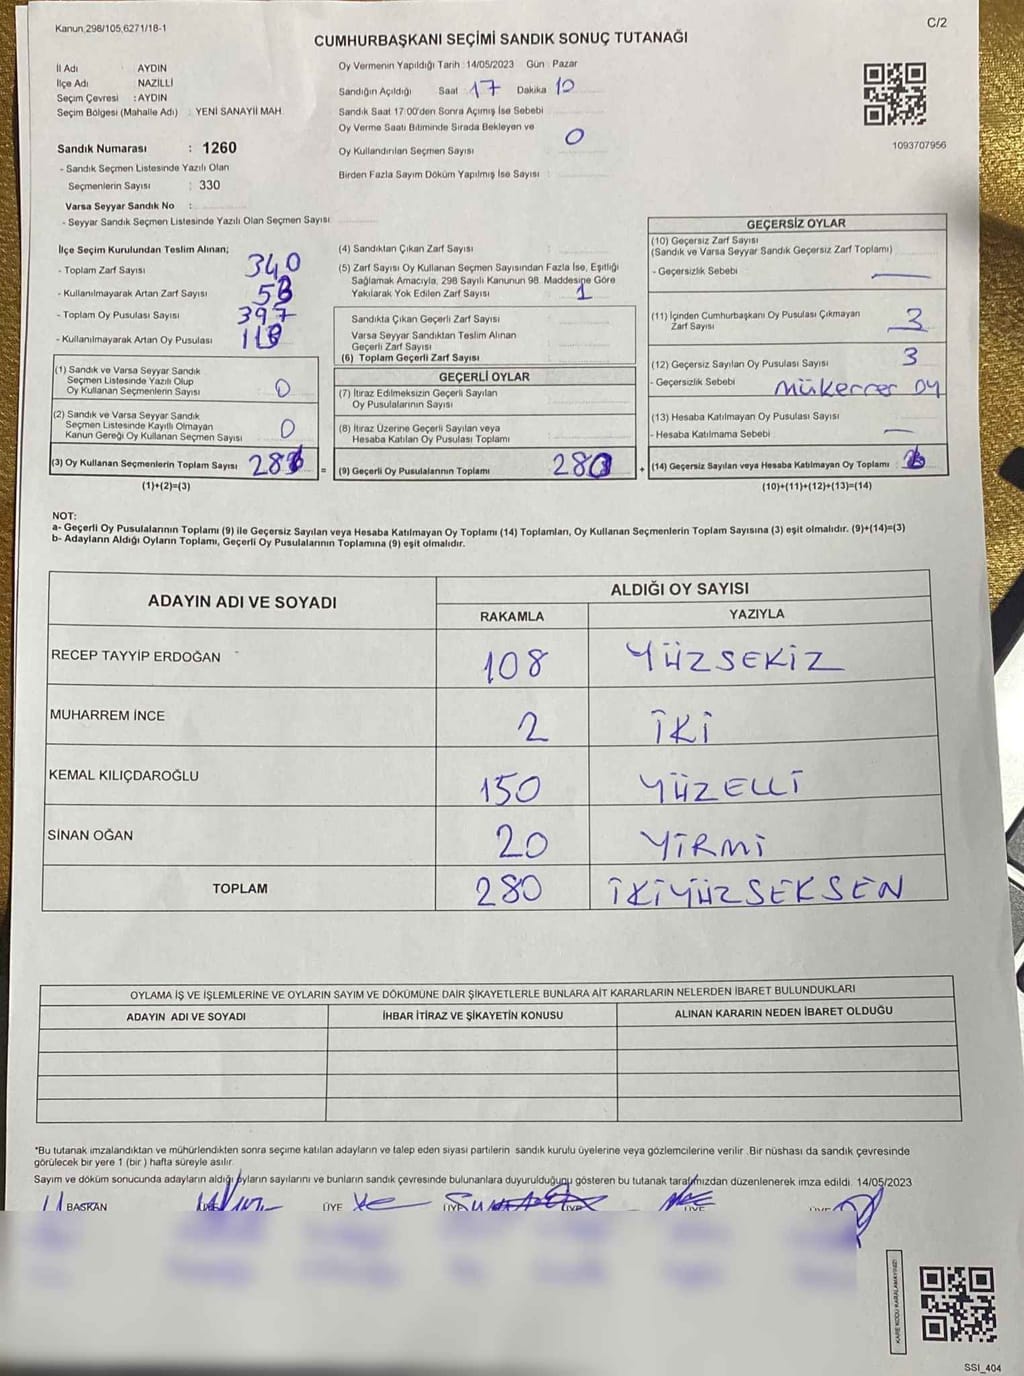 Kanun,298/105,6271/18-1
C/2
CUMHURBAŞKANI SEÇİMİ SANDIK SONUÇ TUTANAĞI
İl Adı AYDIN
İlçe Adı NAZİLLİ
Seçim Çevresi : AYDIN
Seçim Bölgesi (Mahalle Adı) : YENİ SANAYİİ MAH.
Sandık Numarası : 1260
- Sandık Seçmen Listesinde Yazılı Olan
Seçmenlerin Sayısı : 330
Varsa Seyyar Sandık No :
- Seyyar Sandık Seçmen Listesinde Yazılı Olan Seçmen Sayısı
Oy Vermenin Yapıldığı Tarih :14/05/2023 Gün : Pazar
Sandığın Açıldığı Saat 17 Dakika 10
Sandık Saat 17:00'den Sonra Açımış İse Sebebi
Oy Verme Saati Bitiminde Sırada Bekleyen ve
Oy Kullandırılan Seçmen Sayısı 0
Birden Fazla Sayım Döküm Yapılmış İse Sayısı :
1093707956
İlçe Seçim Kurulundan Teslim Alınan;
- Toplam Zarf Sayısı 340
- Kullanılmayarak Artan Zarf Sayısı
- Toplam Oy Pusulası Sayısı 397
- Kullanılmayarak Artan Oy Pusulası
(1) Sandık ve Varsa Seyyar Sandık
Seçmen Listesinde Yazılı Olup
Oy Kullanan Seçmenlerin Sayısı 0
(2) Sandık ve Varsa Seyyar Sandık
Seçmen Listesinde Kayıtlı Olmayan
Kanun Gereği Oy Kullanan Seçmen Sayısı 0
(3) Oy Kullanan Seçmenlerin Toplam Sayısı =
(1)+(2)=(3)
(4) Sandıktan Çıkan Zarf Sayısı
(5) Zarf Sayısı Oy Kullanan Seçmen Sayısından Fazla İse, Eşitliği
Sağlamak Amacıyla, 298 Sayılı Kanunun 98. Maddesine Göre
Yakılarak Yok Edilen Zarf Sayısı 1
Sandıkta Çıkan Geçerli Zarf Sayısı
Varsa Seyyar Sandıktan Teslim Alınan
Geçerli Zarf Sayısı
(6) Toplam Geçerli Zarf Sayısı
GEÇERLİ OYLAR
(7) İtiraz Edilmeksizin Geçerli Sayılan
Oy Pusulalarının Sayısı
(8) İtiraz Üzerine Geçerli Sayılan veya
Hesaba Katılan Oy Pusulası Toplamı
(9) Geçerli Oy Pusulalarının Toplamı 280 +
GEÇERSİZ OYLAR
(10) Geçersiz Zarf Sayısı
(Sandık ve Varsa Seyyar Sandık Geçersiz Zarf Toplamı)
- Geçersizlik Sebebi
(11) İçinden Cumhurbaşkanı Oy Pusulası Çıkmayan
Zarf Sayısı 3
(12) Geçersiz Sayılan Oy Pusulası Sayısı 3
- Geçersizlik Sebebi MÜKERRER OY
(13) Hesaba Katılmayan Oy Pusulası Sayısı
- Hesaba Katılmama Sebebi
(14) Geçersiz Sayılan veya Hesaba Katılmayan Oy Toplamı :
(10)+(11)+(12)+(13)=(14)
NOT:
a- Geçerli Oy Pusulalarının Toplamı (9) ile Geçersiz Sayılan veya Hesaba Katılmayan Oy Toplamı (14) Toplamları, Oy Kullanan Seçmenlerin Toplam Sayısına (3) eşit olmalıdır. (9)+(14)=(3)
b- Adayların Aldığı Oyların Toplamı, Geçerli Oy Pusulalarının Toplamına (9) eşit olmalıdır.
ADAYIN ADI VE SOYADI ALDIĞI OY SAYISI
RAKAMLA YAZIYLA
RECEP TAYYİP ERDOĞAN 108 YÜZSEKİZ
MUHARREM İNCE 2 İKİ
KEMAL KILIÇDAROĞLU 150 YÜZELLİ
SİNAN OĞAN 20 YİRMİ
TOPLAM 280 İKİYÜZSEKSEN
OYLAMA İŞ VE İŞLEMLERİNE VE OYLARIN SAYIM VE DÖKÜMÜNE DAİR ŞİKAYETLERLE BUNLARA AİT KARARLARIN NELERDEN İBARET BULUNDUKLARI
ADAYIN ADI VE SOYADI İHBAR İTİRAZ VE ŞİKAYETİN KONUSU ALINAN KARARIN NEDEN İBARET OLDUĞU
*Bu tutanak imzalandıktan ve mühürlendikten sonra seçime katılan adayların ve talep eden siyasi partilerin sandık kurulu üyelerine veya gözlemcilerine verilir .Bir nüshası da sandık çevresinde
görülecek bir yere 1 (bir ) hafta süreyle asılır.
Sayım ve döküm sonucunda adayların aldığı oyların sayılarını ve bunların sandık çevresinde bulunanlara duyurulduğunu gösteren bu tutanak tarafımızdan düzenlenerek imza edildi. 14/05/2023
BAŞKAN ÜYE ÜYE ÜYE ÜYE
KARE KODU KARALAMAYINIZ!
SSI_404